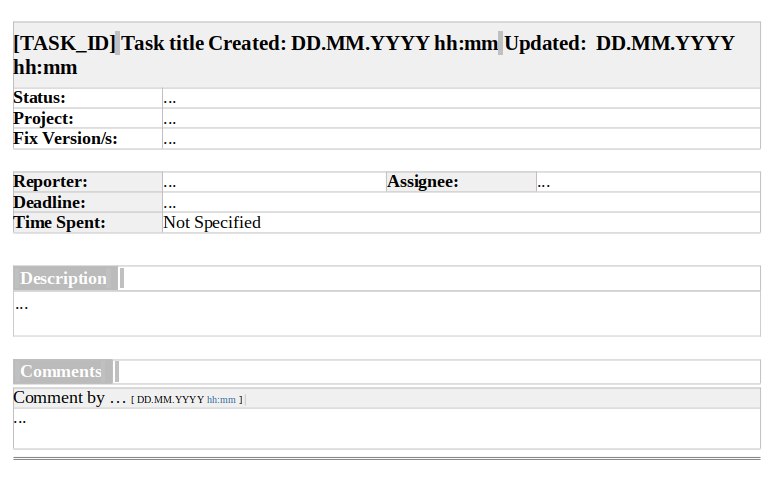 [TASK_ID] Task title Created: DD.MM.YYYY hh:mm Updated: DD.MM.YYYY
hh:mm
Status: ...
Project: ...
Fix Version/s: ...
Reporter: ... Assignee: ...
Deadline: ...
Time Spent: Not Specified
Description
...
Comments
Comment by … [ DD.MM.YYYY hh:mm ]
...